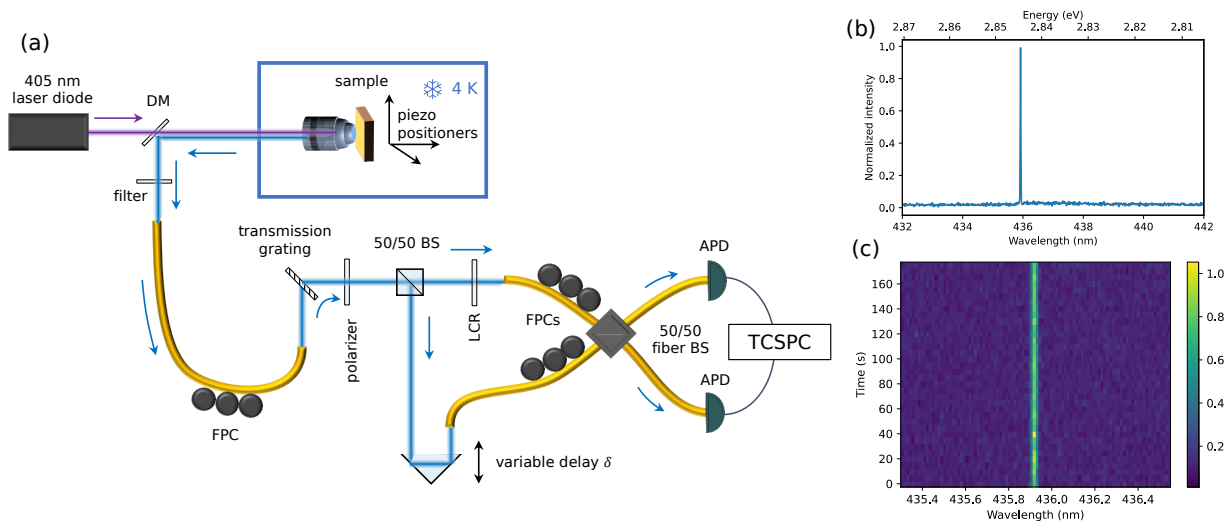 (a)
405 nm
laser diode
DM
sample
4 K
piezo
positioners
filter
transmission
grating
50/50 BS
polarizer
LCR
FPCs
50/50
fiber BS
APD
TCSPC
APD
FPC
variable delay δ
(b)
Energy (eV)
2.87 2.86 2.85 2.84 2.83 2.82 2.81
Normalized intensity
1.0
0.8
0.6
0.4
0.2
0.0
432 434 436 438 440 442
Wavelength (nm)
(c)
Time (s)
160
140
120
100
80
60
40
20
0
435.4 435.6 435.8 436.0 436.2 436.4
Wavelength (nm)
1.0
0.8
0.6
0.4
0.2